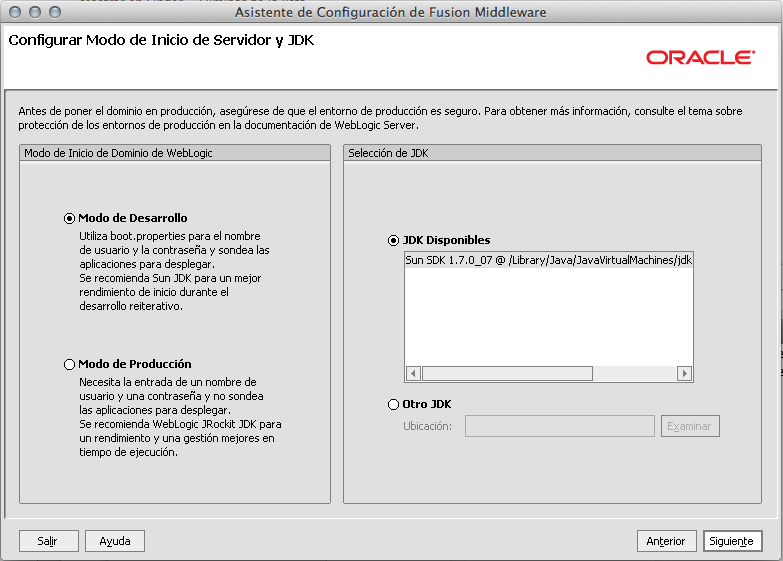 Asistente de Configuración de Fusion Middleware
Configurar Modo de Inicio de Servidor y JDK
ORACLE
Antes de poner el dominio en producción, asegúrese de que el entorno de producción es seguro. Para obtener más información, consulte el tema sobre
protección de los entornos de producción en la documentación de WebLogic Server.
Modo de Inicio de Dominio de WebLogic
Modo de Desarrollo
Utiliza boot.properties para el nombre
de usuario y la contraseña y sondea las
aplicaciones para desplegar.
Se recomienda Sun JDK para un mejor
rendimiento de inicio durante el
desarrollo reiterativo.
Modo de Producción
Necesita la entrada de un nombre de
usuario y una contraseña y no sondea
las aplicaciones para desplegar.
Se recomienda WebLogic JRockit JDK para
un rendimiento y una gestión mejores en
tiempo de ejecución.
Selección de JDK
JDK Disponibles
Sun SDK 1.7.0_07 @ /Library/Java/JavaVirtualMachines/jdk
Otro JDK
Ubicación:
Examinar
Salir
Ayuda
Anterior
Siguiente